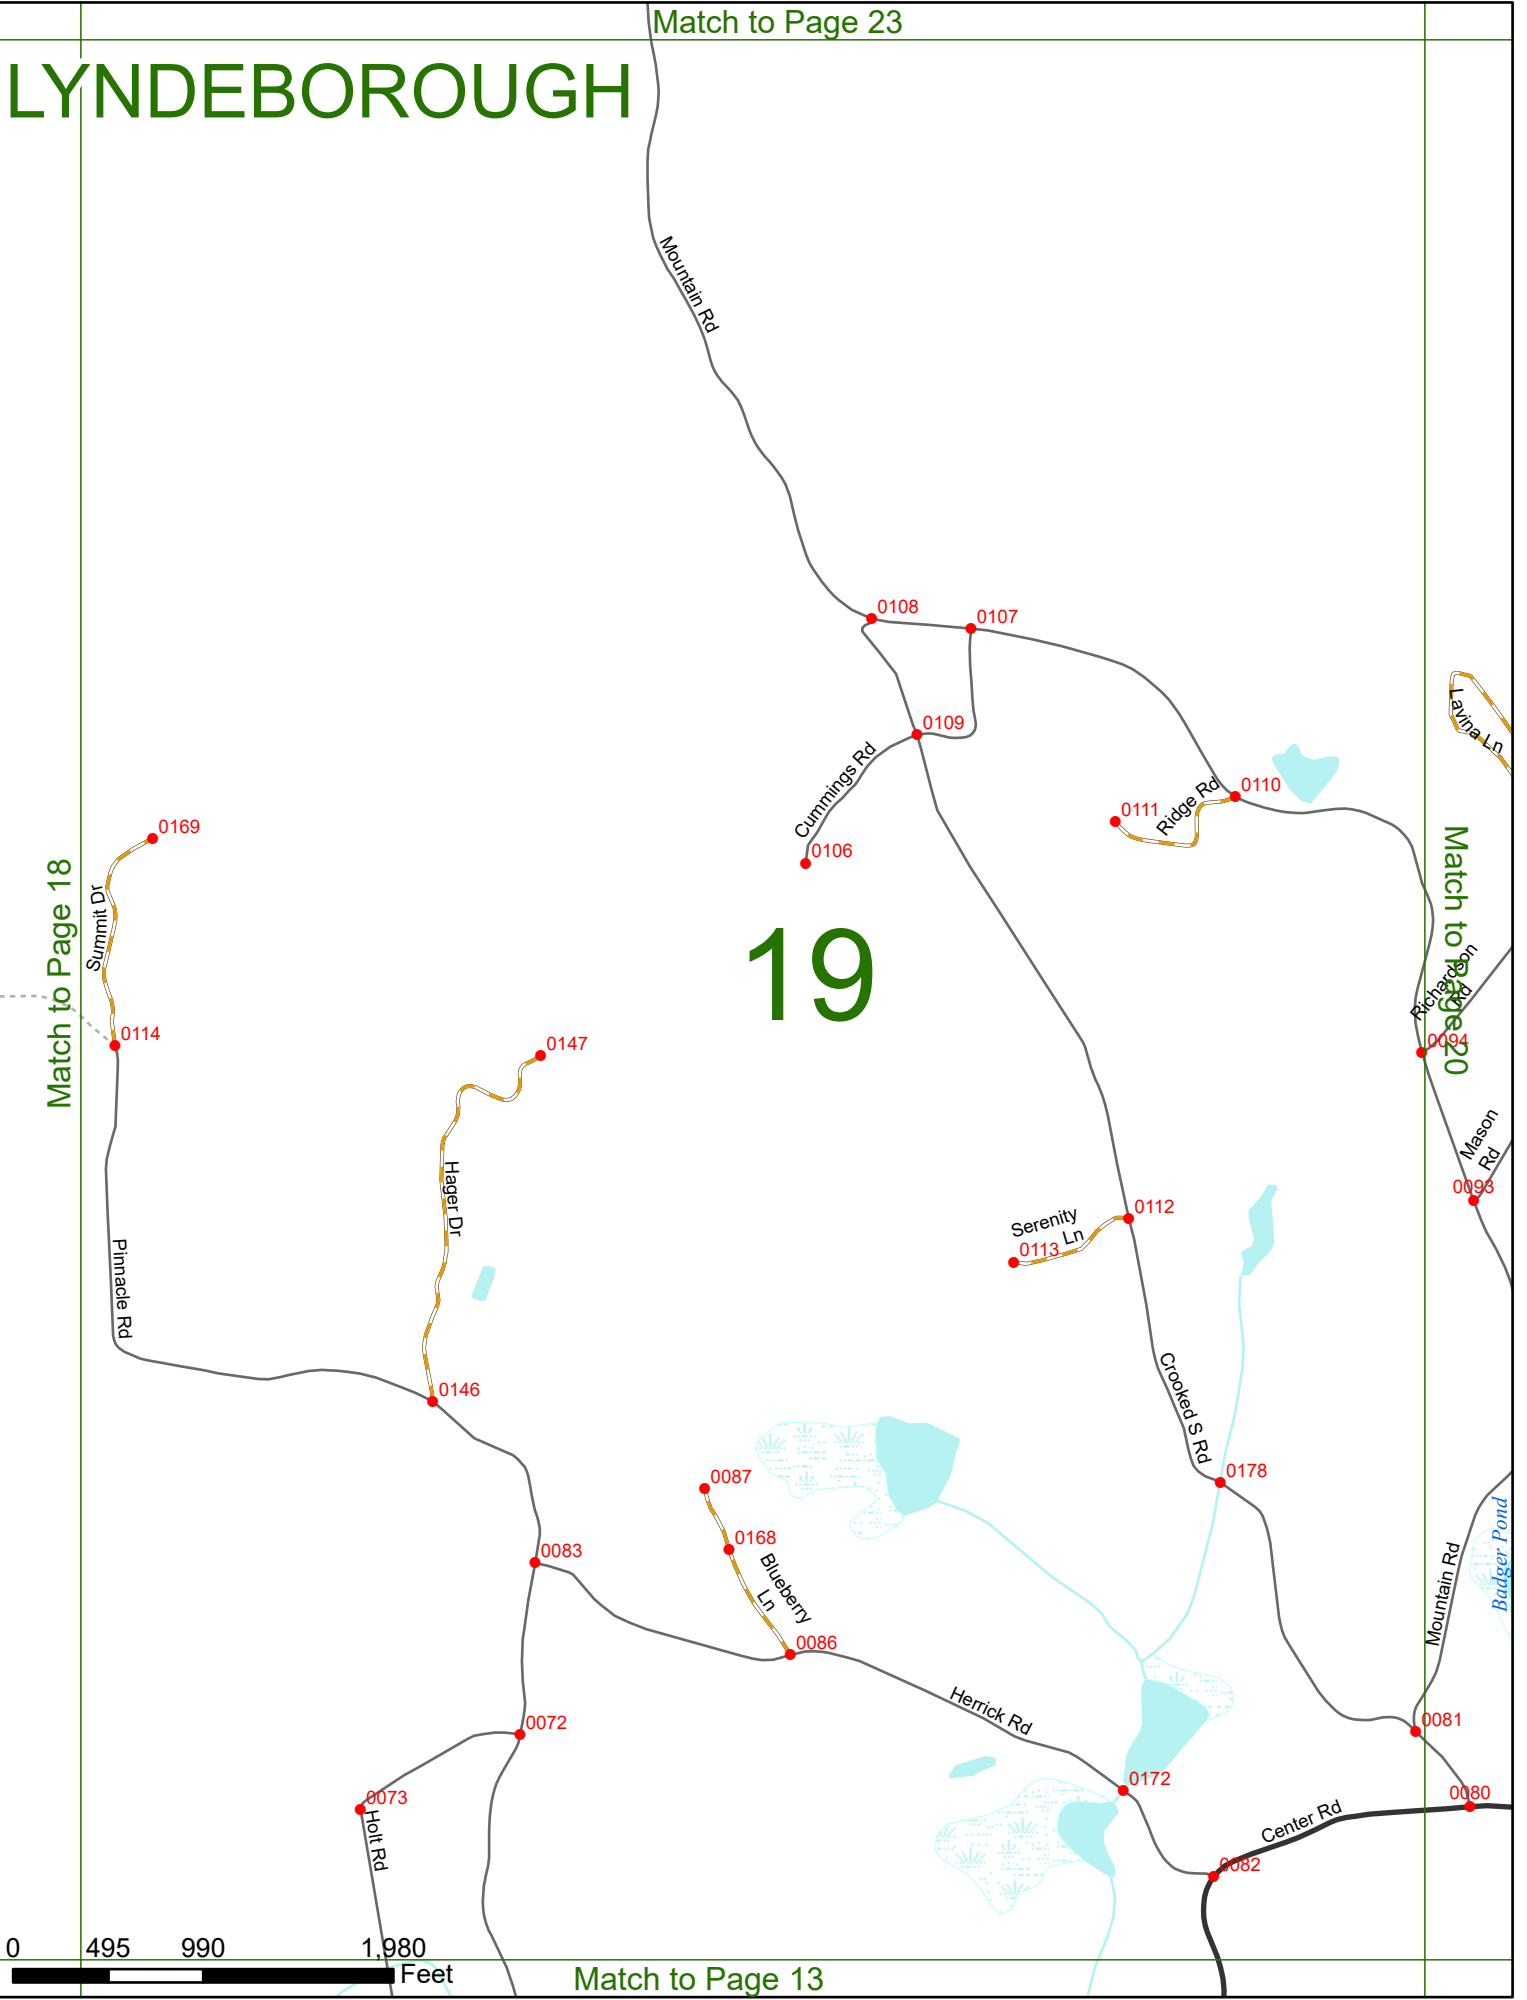 Match to Page 23
LYNDEBOROUGH
Mountain Rd
0108
0107
0109
Cummings Rd
0106
0110
Ridge Rd
0111
Lavina Ln
0169
Summit Dr
Match to Page 18
0114
19
Match to Page 20
Richardson
Rd
0094
Mason
Rd
0093
0147
Hager Dr
Pinnacle Rd
0146
0112
Serenity
Ln
0113
Crooked S Rd
0178
0087
0168
Blueberry
Ln
0083
0086
Herrick Rd
Badger Pond
Mountain Rd
0072
0073
Holt Rd
0081
0172
0080
Center Rd
0082
0 495 990 1,980
Feet
Match to Page 13